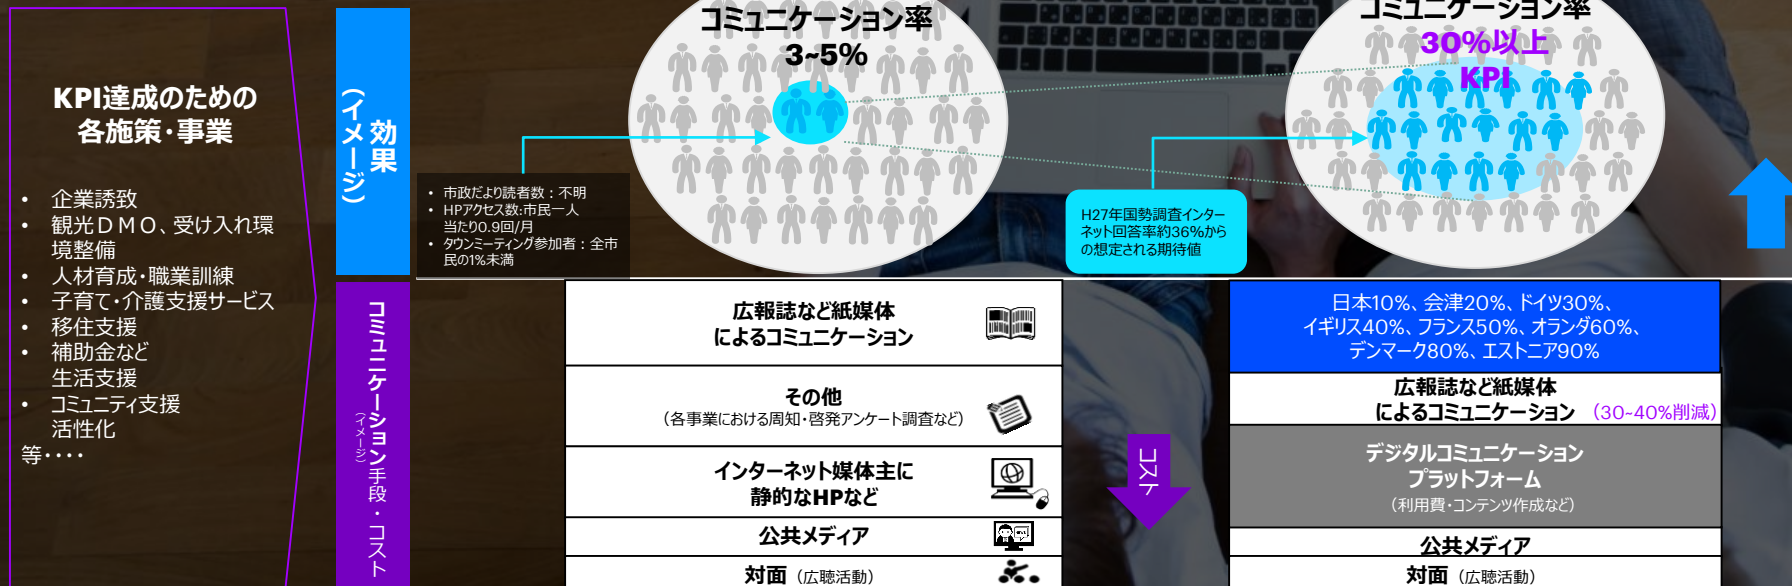 KPI達成のための
各施策・事業
• 企業誘致
• 観光DMO、受け入れ環
境整備
• 人材育成・職業訓練
• 子育て・介護支援サービス
• 移住支援
• 補助金など
生活支援
• コミュニティ支援
活性化
等・・・・
効果
(イメージ)
コミュニケーション率
3~5%
• 市政だより読者数：不明
• HPアクセス数:市民一人
当たり0.9回/月
• タウンミーティング参加者：全市
民の1%未満
コミュニケーション率
30%以上
KPI
H27年国勢調査インター
ネット回答率約36%から
の想定される期待値
コミュニケーション手段・コスト
(イメージ)
広報誌など紙媒体
によるコミュニケーション
その他
（各事業における周知・啓発アンケート調査など）
インターネット媒体主に
静的なHPなど
公共メディア
対面（広聴活動）
コスト
日本10%、会津20%、ドイツ30%、
イギリス40%、フランス50%、オランダ60%、
デンマーク80%、エストニア90%
広報誌など紙媒体
によるコミュニケーション （30~40%削減）
デジタルコミュニケーション
プラットフォーム
（利用費・コンテンツ作成など）
公共メディア
対面（広聴活動）